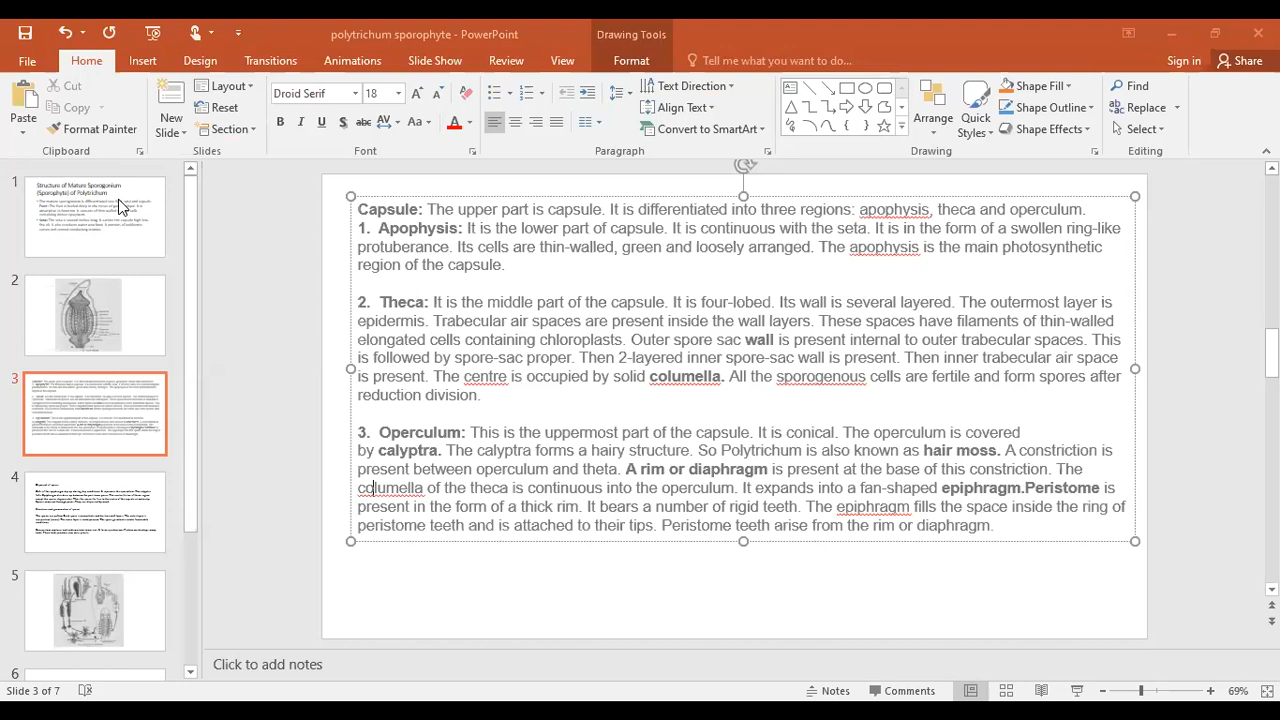 polytrichum sporophyte - PowerPoint
Drawing Tools
File
Home
Insert
Design
Transitions
Animations
Slide Show
Review
View
Format
Tell me what you want to do...
Sign in
Share
Paste
Cut
Copy
Format Painter
Clipboard
New
Slide
Layout
Reset
Section
Slides
Droid Serif
18
B I U S abc AV Aa A
Font
Text Direction
Align Text
Convert to SmartArt
Paragraph
Arrange
Quick
Styles
Shape Fill
Shape Outline
Shape Effects
Drawing
Find
Replace
Select
Editing
1
Structure of Mature Sporogonium
(Sporophyte) of Polytrichum
2
3
4
5
6
Capsule: The upper part is capsule. It is differentiated into three regions: apophysis, theca and operculum.
1. Apophysis: It is the lower part of capsule. It is continuous with the seta. It is in the form of a swollen ring-like
protuberance. Its cells are thin-walled, green and loosely arranged. The apophysis is the main photosynthetic
region of the capsule.
2. Theca: It is the middle part of the capsule. It is four-lobed. Its wall is several layered. The outermost layer is
epidermis. Trabecular air spaces are present inside the wall layers. These spaces have filaments of thin-walled
elongated cells containing chloroplasts. Outer spore sac wall is present internal to outer trabecular spaces. This
is followed by spore-sac proper. Then 2-layered inner spore-sac wall is present. Then inner trabecular air space
is present. The centre is occupied by solid columella. All the sporogenous cells are fertile and form spores after
reduction division.
3. Operculum: This is the uppermost part of the capsule. It is conical. The operculum is covered
by calyptra. The calyptra forms a hairy structure. So Polytrichum is also known as hair moss. A constriction is
present between operculum and theta. A rim or diaphragm is present at the base of this constriction. The
columella of the theca is continuous into the operculum. It expands into a fan-shaped epiphragm.Peristome is
present in the form of a thick rim. It bears a number of rigid teeth. The epiphragm fills the space inside the ring of
peristome teeth and is attached to their tips. Peristome teeth arise from the rim or diaphragm.
Click to add notes
Slide 3 of 7
Notes
Comments
69%